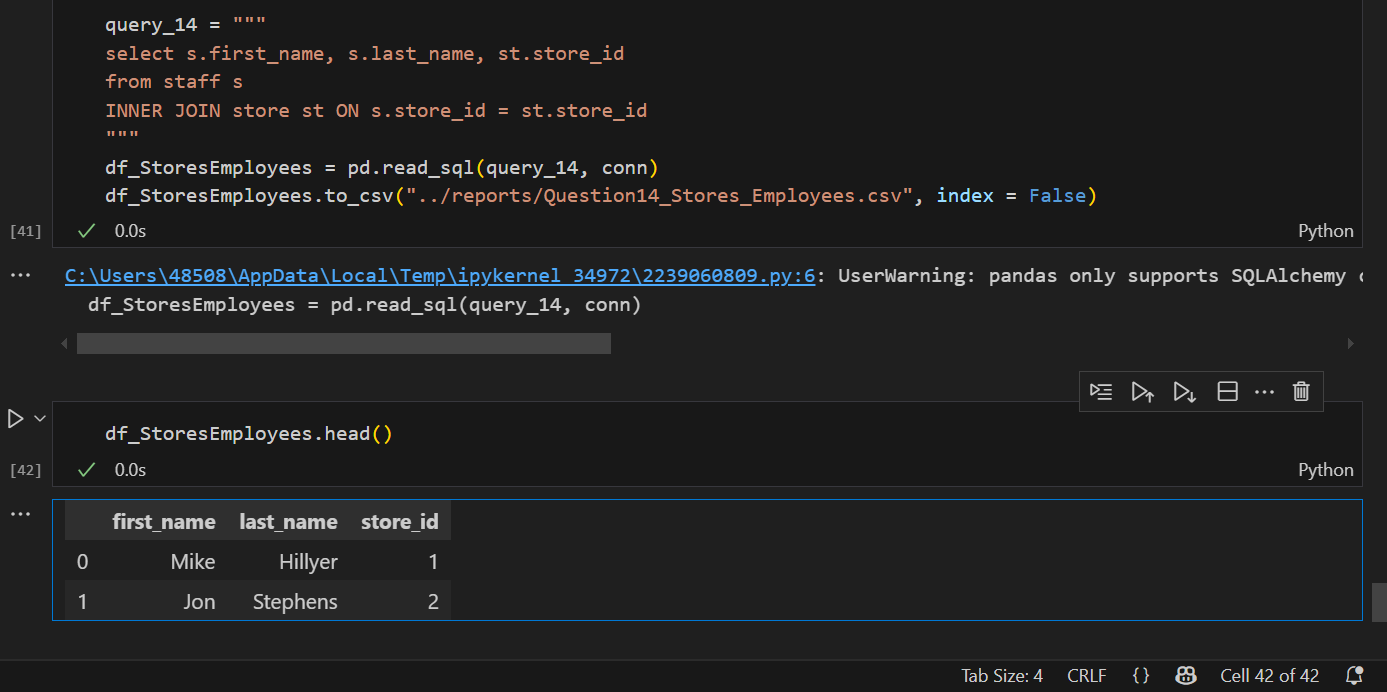 query_14 = """
select s.first_name, s.last_name, st.store_id
from staff s
INNER JOIN store st ON s.store_id = st.store_id
"""
df_StoresEmployees = pd.read_sql(query_14, conn)
df_StoresEmployees.to_csv("../reports/Question14_Stores_Employees.csv", index = False)
[41] 0.0s Python
C:\Users\48508\AppData\Local\Temp\ipykernel_34972\2239060809.py:6: UserWarning: pandas only supports SQLAlchemy
df_StoresEmployees = pd.read_sql(query_14, conn)
df_StoresEmployees.head()
[42] 0.0s Python
first_name last_name store_id
0 Mike Hillyer 1
1 Jon Stephens 2
Tab Size: 4 CRLF {} Cell 42 of 42